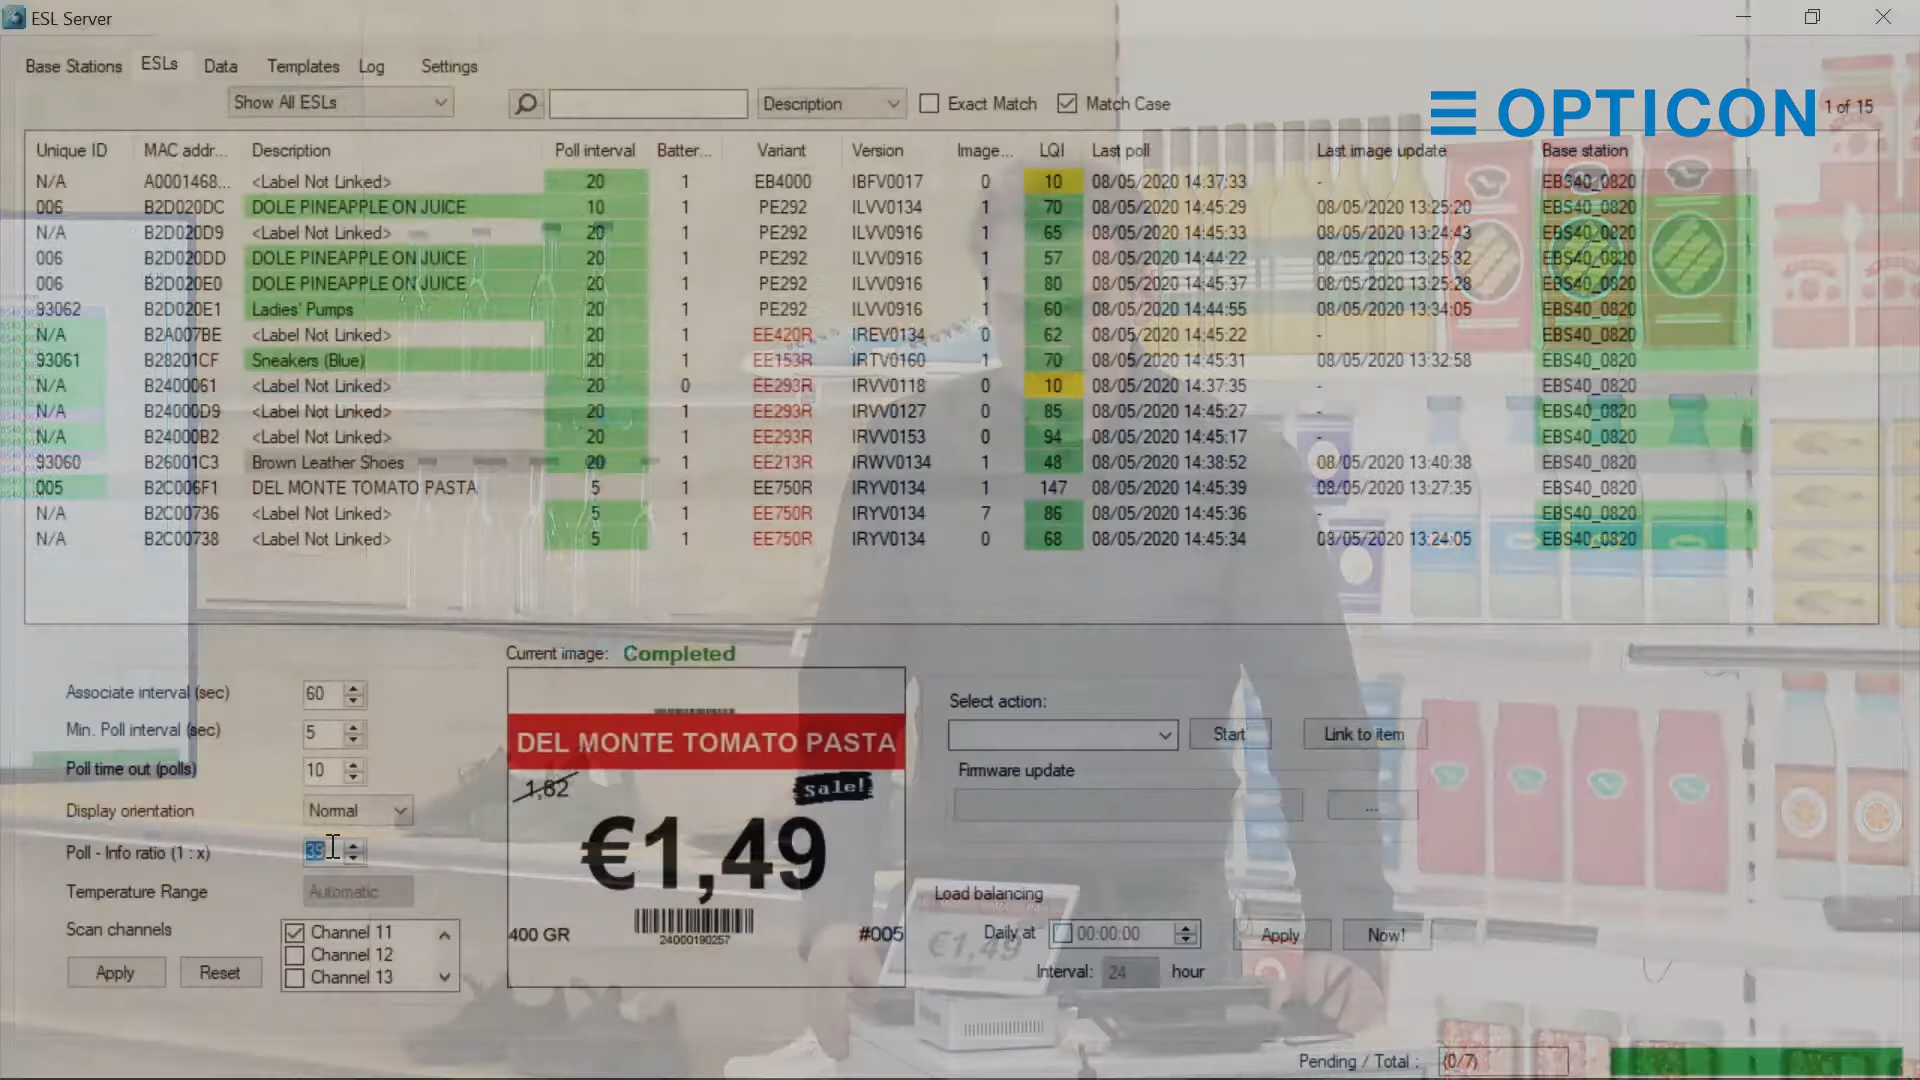 ESL Server
Base Stations ESLs Data Templates Log Settings
Show All ESLs Description Exact Match Match Case 1 of 15
OPTICON
Unique ID MAC addr... Description Poll interval Batter... Variant Version Image... LQI Last poll Last image update Base station
N/A A0001468... <Label Not Linked> 20 1 EB4000 IBFV0017 0 10 08/05/2020 14:37:33 - EBS40_0820
006 B2D020DC DOLE PINEAPPLE ON JUICE 10 1 PE292 ILVV0134 1 70 08/05/2020 14:45:29 08/05/2020 13:25:20 EBS40_0820
N/A B2D020D9 <Label Not Linked> 20 1 PE292 ILVV0916 1 65 08/05/2020 14:45:33 08/05/2020 13:24:43 EBS40_0820
006 B2D020DD DOLE PINEAPPLE ON JUICE 20 1 PE292 ILVV0916 1 57 08/05/2020 14:44:22 08/05/2020 13:25:32 EBS40_0820
006 B2D020E0 DOLE PINEAPPLE ON JUICE 20 1 PE292 ILVV0916 1 80 08/05/2020 14:45:37 08/05/2020 13:25:28 EBS40_0820
93062 B2D020E1 Ladies' Pumps 20 1 PE292 ILVV0916 1 60 08/05/2020 14:44:55 08/05/2020 13:34:05 EBS40_0820
N/A B2A007BE <Label Not Linked> 20 1 EE420R IREV0134 0 62 08/05/2020 14:45:22 - EBS40_0820
93061 B28201CF Sneakers (Blue) 20 1 EE153R IRTV0160 1 70 08/05/2020 14:45:31 08/05/2020 13:32:58 EBS40_0820
N/A B2400061 <Label Not Linked> 20 0 EE293R IRVV0118 0 10 08/05/2020 14:37:35 - EBS40_0820
N/A B24000D9 <Label Not Linked> 20 1 EE293R IRVV0127 0 85 08/05/2020 14:45:27 - EBS40_0820
N/A B24000B2 <Label Not Linked> 20 1 EE293R IRVV0153 0 94 08/05/2020 14:45:17 - EBS40_0820
93060 B26001C3 Brown Leather Shoes 20 1 EE213R IRWV0134 1 48 08/05/2020 14:38:52 08/05/2020 13:40:38 EBS40_0820
005 B2C006F1 DEL MONTE TOMATO PASTA 5 1 EE750R IRYV0134 1 147 08/05/2020 14:45:39 08/05/2020 13:27:35 EBS40_0820
N/A B2C00736 <Label Not Linked> 5 1 EE750R IRYV0134 7 86 08/05/2020 14:45:36 - EBS40_0820
N/A B2C00738 <Label Not Linked> 5 1 EE750R IRYV0134 0 68 08/05/2020 14:45:34 08/05/2020 13:24:05 EBS40_0820
Associate interval (sec) 60
Min. Poll interval (sec) 5
Poll time out (polls) 10
Display orientation Normal
Poll - Info ratio (1 : x) 39
Temperature Range Automatic
Scan channels
Channel 11
Channel 12
Channel 13
Apply Reset
Current image: Completed
DEL MONTE TOMATO PASTA
1,62
Sale!
€1,49
400 GR
24000190257
#005
Select action:
Start Link to item
Firmware update
...
Load balancing
Daily at 00:00:00 Apply Now!
Interval: 24 hour
€1,49
Pending / Total : (0/7)